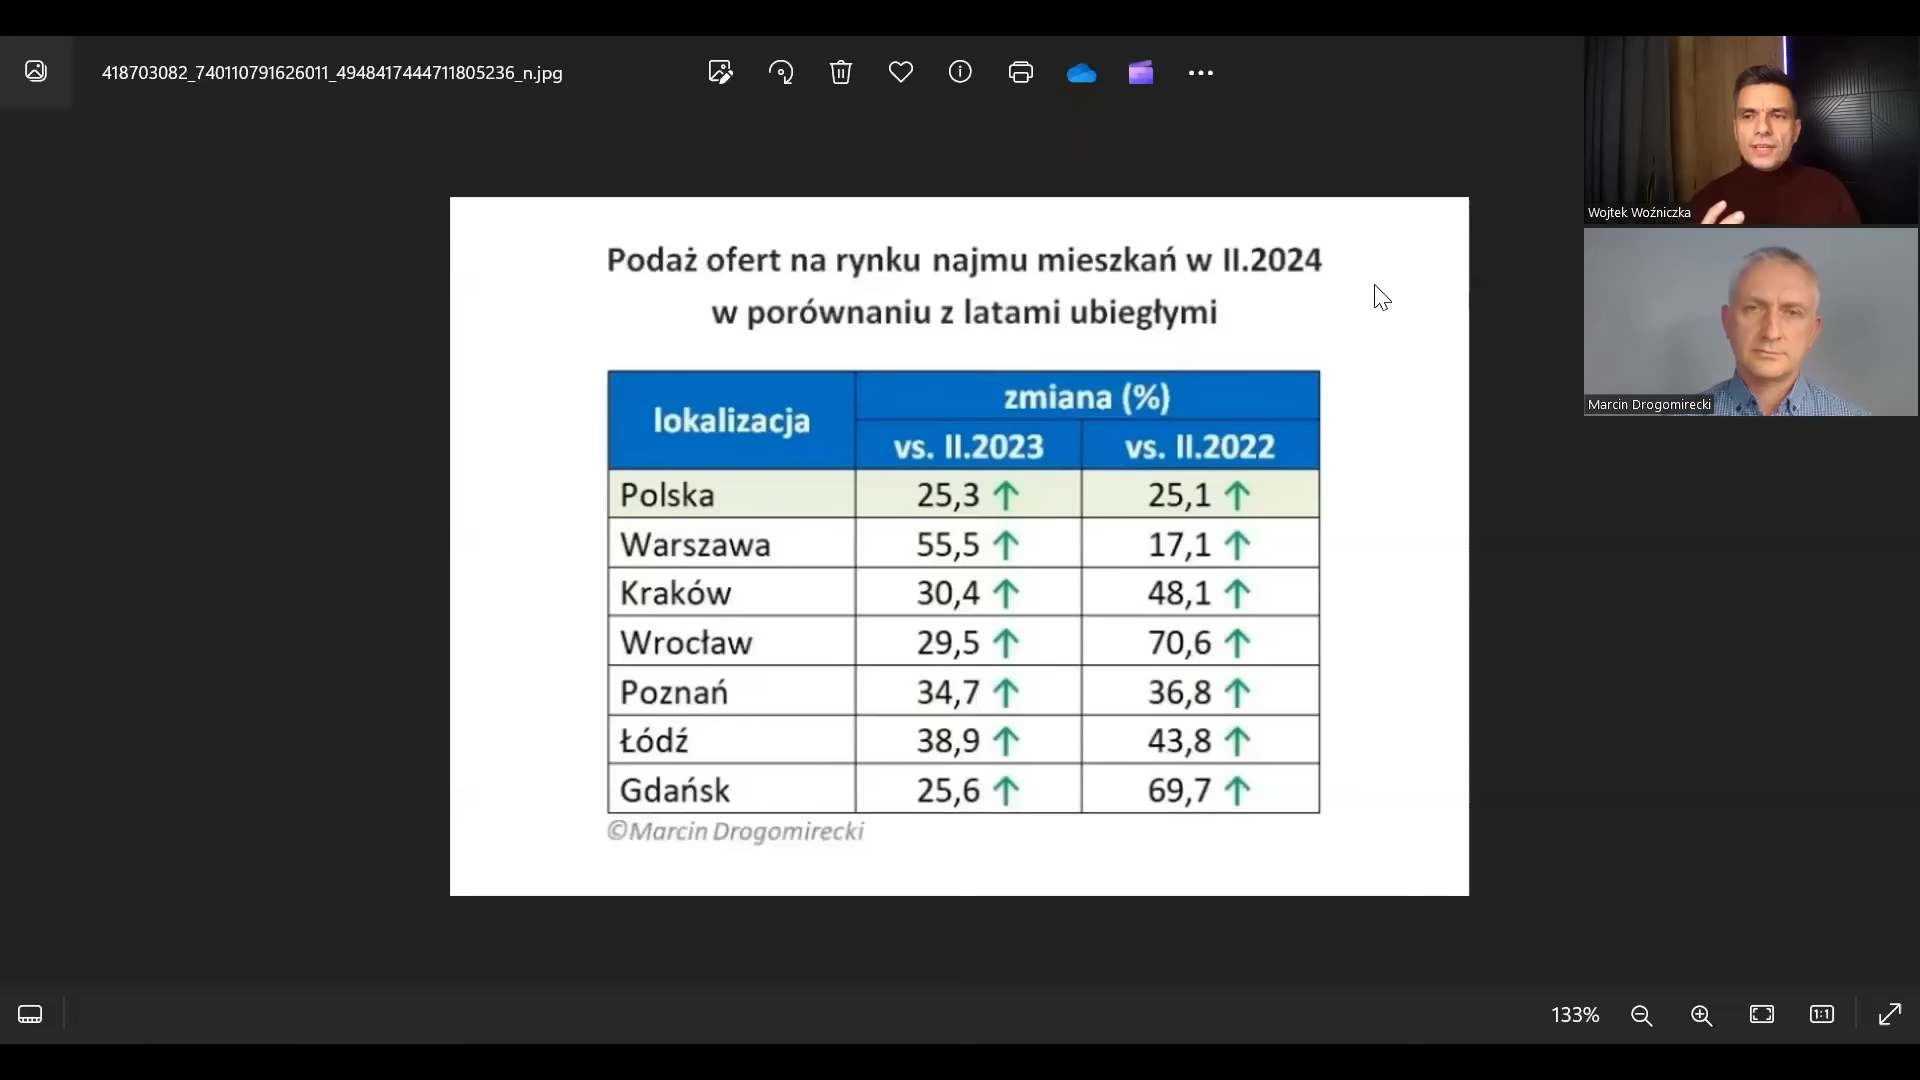 418703082_740110791626011_4948417444711805236_n.jpg
Wojtek Woźniczka
Marcin Drogomirecki
Podaż ofert na rynku najmu mieszkań w II.2024
w porównaniu z latami ubiegłymi
lokalizacja zmiana (%)
vs. II.2023 vs. II.2022
Polska 25,3 ↑ 25,1 ↑
Warszawa 55,5 ↑ 17,1 ↑
Kraków 30,4 ↑ 48,1 ↑
Wrocław 29,5 ↑ 70,6 ↑
Poznań 34,7 ↑ 36,8 ↑
Łódź 38,9 ↑ 43,8 ↑
Gdańsk 25,6 ↑ 69,7 ↑
©Marcin Drogomirecki
133% 1:1